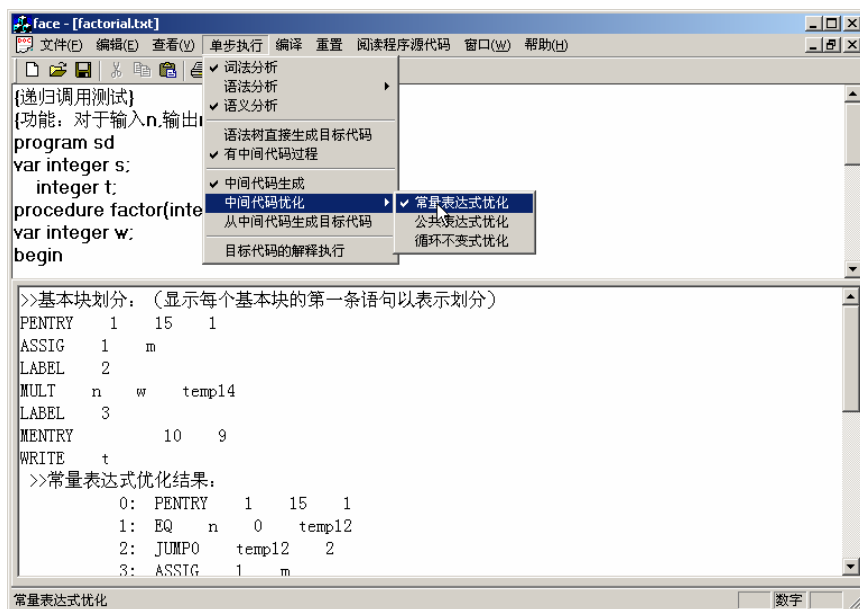 face - [factorial.txt]
文件(F) 编辑(E) 查看(V) 单步执行 编译 重置 阅读程序源代码 窗口(W) 帮助(H)
词法分析
语法分析
语义分析
语法树直接生成目标代码
有中间代码过程
中间代码生成
中间代码优化
从中间代码生成目标代码
目标代码的解释执行
常量表达式优化
公共表达式优化
循环不变式优化
{递归调用测试}
{功能：对于输入n,输出
program sd
var integer s;
integer t;
procedure factor(inte
var integer w;
begin
>>基本块划分：（显示每个基本块的第一条语句以表示划分）
PENTRY 1 15 1
ASSIG 1 m
LABEL 2
MULT n w temp14
LABEL 3
MENTRY 10 9
WRITE t
>>常量表达式优化结果：
0: PENTRY 1 15 1
1: EQ n 0 temp12
2: JUMP0 temp12 2
3: ASSIG 1 m
常量表达式优化 数字